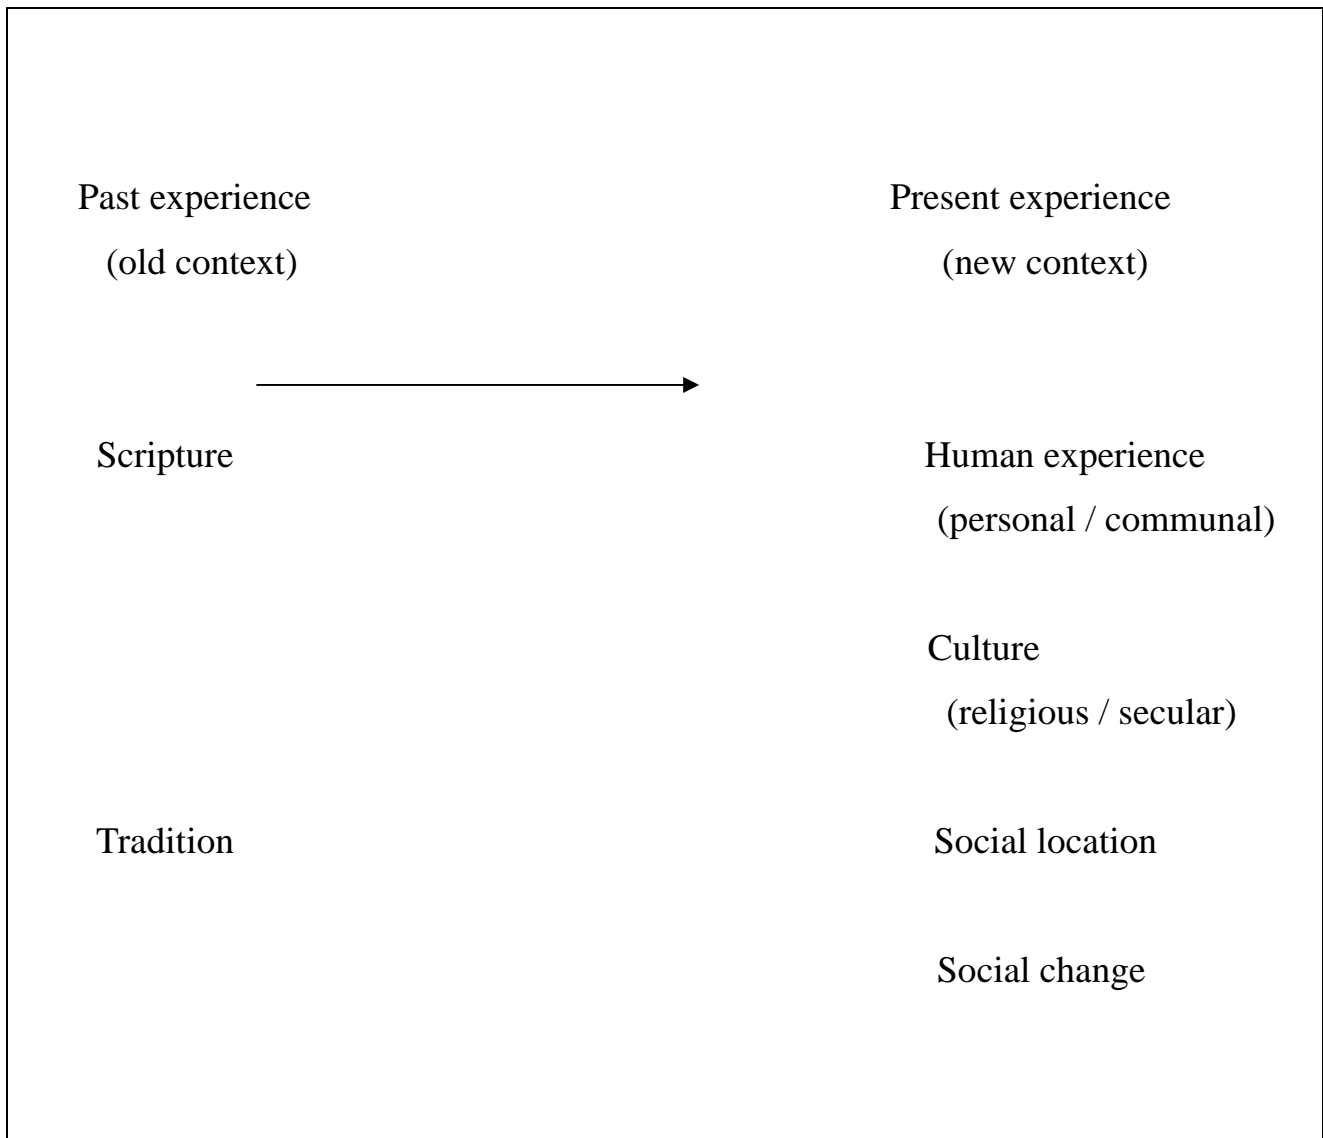 Past experience
(old context)
Present experience
(new context)
Scripture
Human experience
(personal / communal)
Culture
(religious / secular)
Tradition
Social location
Social change